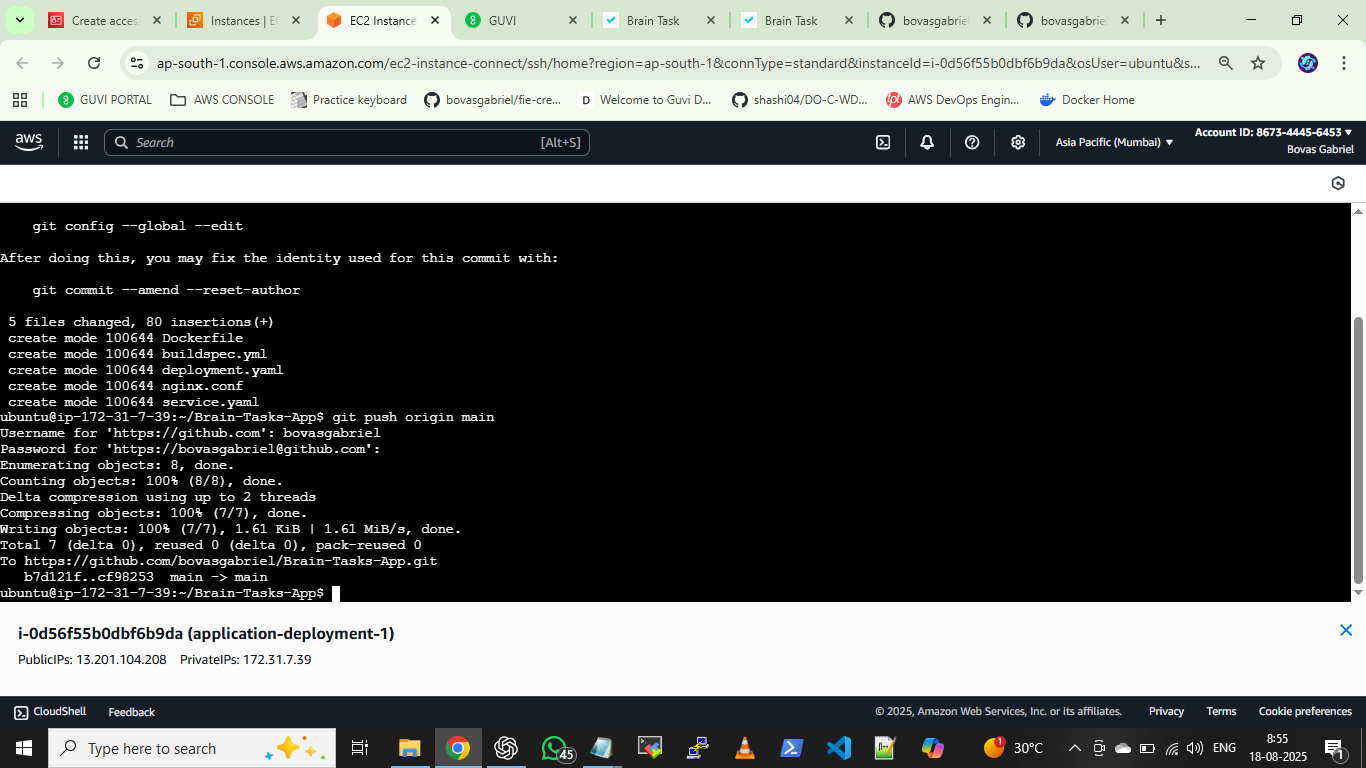 Create acces
Instances | E
EC2 Instance
GUVI
Brain Task
Brain Task
bovasgabrie
bovasgabrie
ap-south-1.console.aws.amazon.com/ec2-instance-connect/ssh/home?region=ap-south-1&connType=standard&instanceId=i-0d56f55b0dbf6b9da&osUser=ubuntu&s...
GUVI PORTAL
AWS CONSOLE
Practice keyboard
bovasgabriel/fie-cre...
Welcome to Guvi D...
shashi04/DO-C-WD...
AWS DevOps Engin...
Docker Home
aws
Search
[Alt+S]
Asia Pacific (Mumbai)
Account ID: 8673-4445-6453
Bovas Gabriel
git config --global --edit
After doing this, you may fix the identity used for this commit with:
git commit --amend --reset-author
5 files changed, 80 insertions(+)
create mode 100644 Dockerfile
create mode 100644 buildspec.yml
create mode 100644 deployment.yaml
create mode 100644 nginx.conf
create mode 100644 service.yaml
ubuntu@ip-172-31-7-39:~/Brain-Tasks-App$ git push origin main
Username for 'https://github.com': bovasgabriel
Password for 'https://bovasgabriel@github.com':
Enumerating objects: 8, done.
Counting objects: 100% (8/8), done.
Delta compression using up to 2 threads
Compressing objects: 100% (7/7), done.
Writing objects: 100% (7/7), 1.61 KiB | 1.61 MiB/s, done.
Total 7 (delta 0), reused 0 (delta 0), pack-reused 0
To https://github.com/bovasgabriel/Brain-Tasks-App.git
b7d121f..cf98253  main -> main
ubuntu@ip-172-31-7-39:~/Brain-Tasks-App$
i-0d56f55b0dbf6b9da (application-deployment-1)
PublicIPs: 13.201.104.208 PrivateIPs: 172.31.7.39
CloudShell
Feedback
© 2025, Amazon Web Services, Inc. or its affiliates.
Privacy
Terms
Cookie preferences
Type here to search
45
1
30°C
ENG
8:55
18-08-2025
1